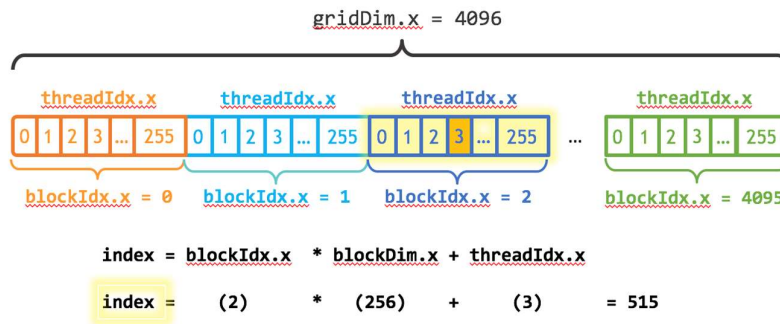 gridDim.x = 4096
threadIdx.x threadIdx.x threadIdx.x threadIdx.x
0 1 2 3 ... 255 0 1 2 3 ... 255 0 1 2 3 ... 255 ... 0 1 2 3 ... 255
blockIdx.x = 0 blockIdx.x = 1 blockIdx.x = 2 blockIdx.x = 4095
index = blockIdx.x * blockDim.x + threadIdx.x
index = (2) * (256) + (3) = 515